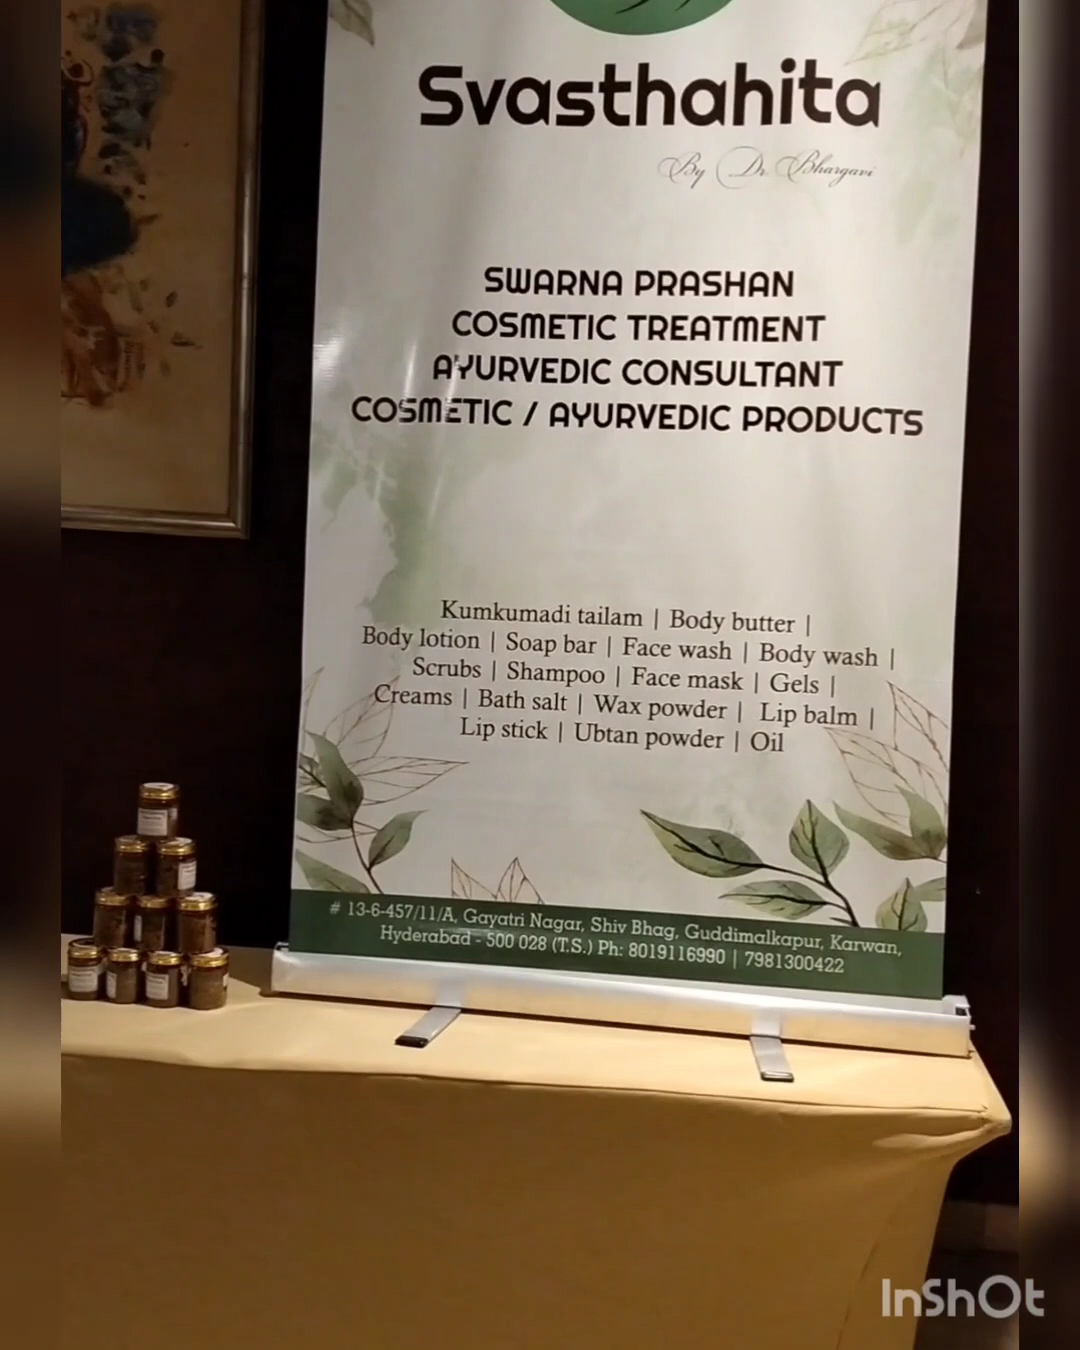 Svasthahita
By Dr. Bhargavi
SWARNA PRASHAN
COSMETIC TREATMENT
AYURVEDIC CONSULTANT
COSMETIC / AYURVEDIC PRODUCTS
Kumkumadi tailam | Body butter |
Body lotion | Soap bar | Face wash | Body wash |
Scrubs | Shampoo | Face mask | Gels |
Creams | Bath salt | Wax powder | Lip balm |
Lip stick | Ubtan powder | Oil
# 13-6-457/11/A, Gayatri Nagar, Shiv Bhag, Guddimalkapur, Karwan,
Hyderabad - 500 028 (T.S.) Ph: 8019116990 | 7981300422
InShOt